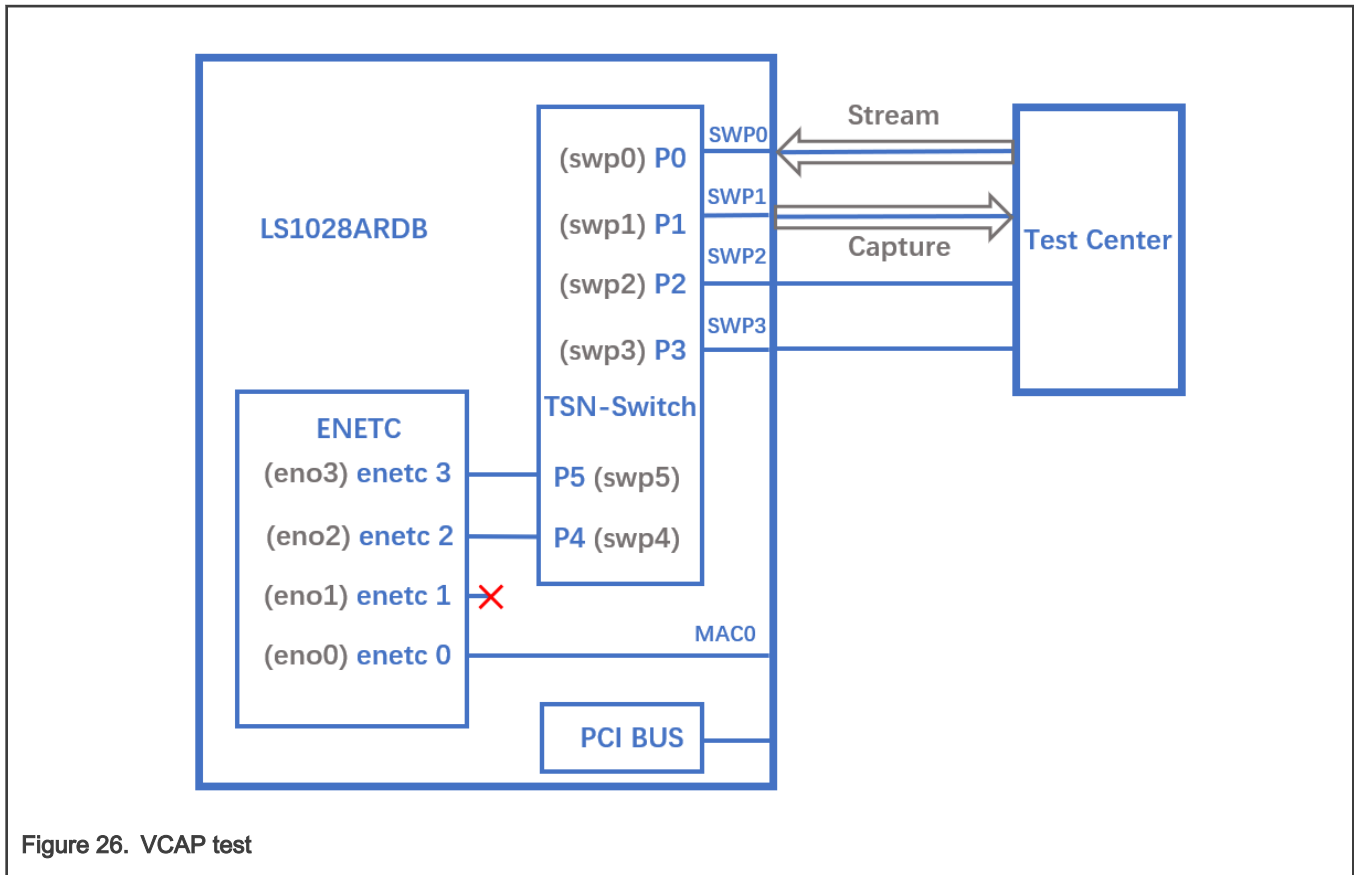 Stream
SWP0
(swp0) P0
SWP1
(swp1) P1
LS1028ARDB
Capture
Test Center
SWP2
(swp2) P2
SWP3
(swp3) P3
TSN-Switch
ENETC
(eno3) enetc 3
P5 (swp5)
(eno2) enetc 2
P4 (swp4)
(eno1) enetc 1
MAC0
(eno0) enetc 0
PCI BUS
Figure 26. VCAP test